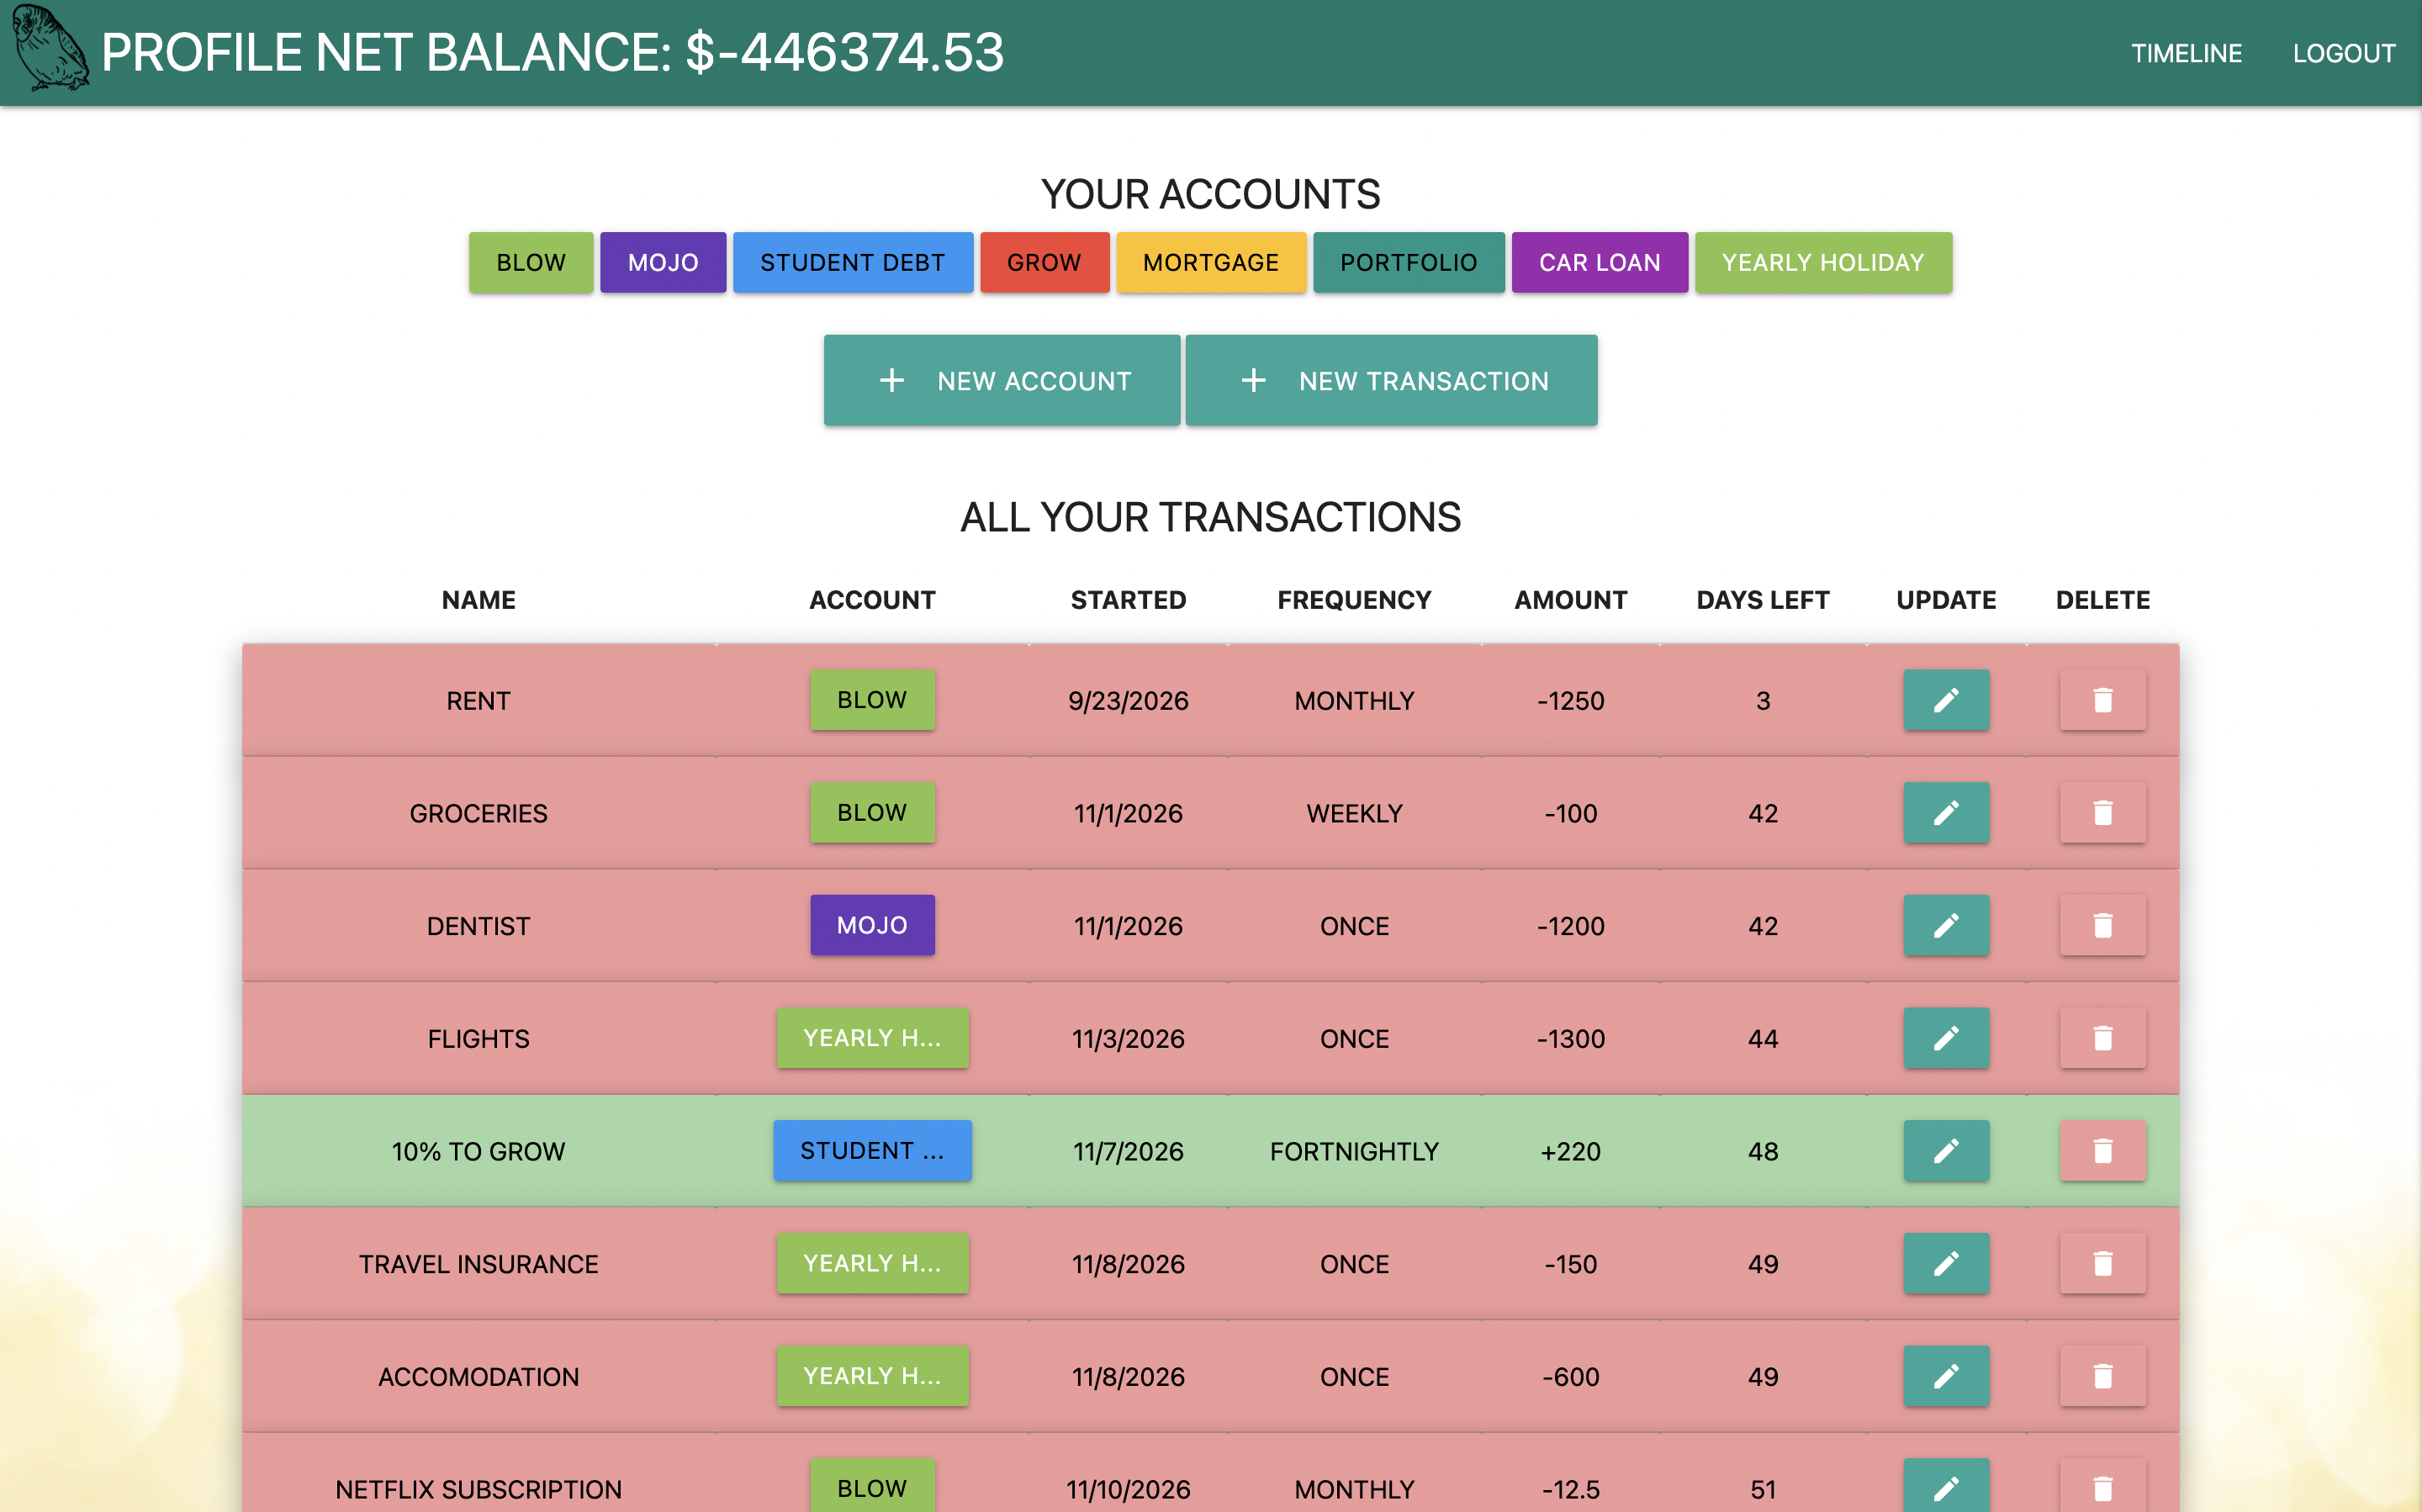 PROFILE NET BALANCE: $-446374.53 TIMELINE LOGOUT
YOUR ACCOUNTS
BLOW MOJO STUDENT DEBT GROW MORTGAGE PORTFOLIO CAR LOAN YEARLY HOLIDAY
+ NEW ACCOUNT + NEW TRANSACTION
ALL YOUR TRANSACTIONS
NAME ACCOUNT STARTED FREQUENCY AMOUNT DAYS LEFT UPDATE DELETE
RENT BLOW 9/23/2026 MONTHLY -1250 3
GROCERIES BLOW 11/1/2026 WEEKLY -100 42
DENTIST MOJO 11/1/2026 ONCE -1200 42
FLIGHTS YEARLY H... 11/3/2026 ONCE -1300 44
10% TO GROW STUDENT ... 11/7/2026 FORTNIGHTLY +220 48
TRAVEL INSURANCE YEARLY H... 11/8/2026 ONCE -150 49
ACCOMODATION YEARLY H... 11/8/2026 ONCE -600 49
NETFLIX SUBSCRIPTION BLOW 11/10/2026 MONTHLY -12.5 51